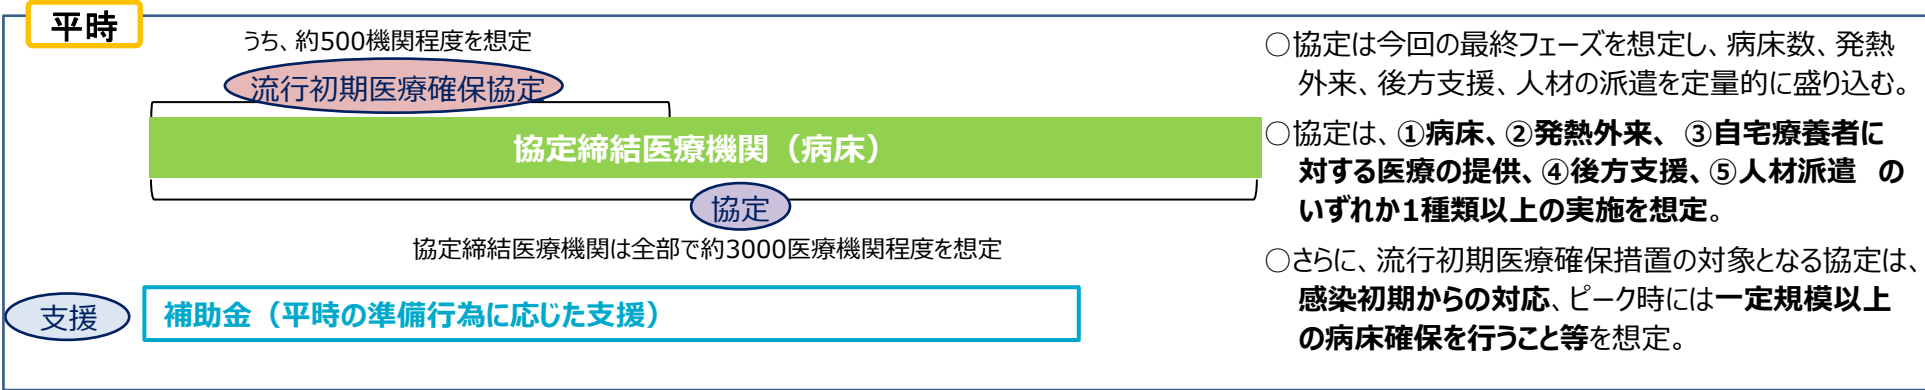 平時
うち、約500機関程度を想定
流行初期医療確保協定
協定締結医療機関（病床）
協定
協定締結医療機関は全部で約3000医療機関程度を想定
支援
補助金（平時の準備行為に応じた支援）
○協定は今回の最終フェーズを想定し、病床数、発熱
外来、後方支援、人材の派遣を定量的に盛り込む。
○協定は、①病床、②発熱外来、 ③自宅療養者に
対する医療の提供、④後方支援、⑤人材派遣 の
いずれか1種類以上の実施を想定。
○さらに、流行初期医療確保措置の対象となる協定は、
感染初期からの対応、ピーク時には一定規模以上
の病床確保を行うこと等を想定。